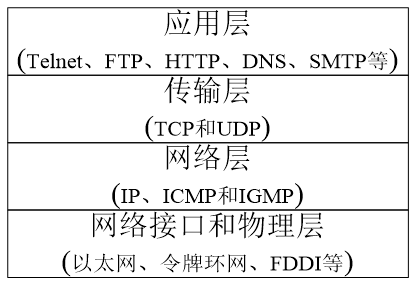 应用层
(Telnet、FTP、HTTP、DNS、SMTP等)
传输层
(TCP和UDP)
网络层
(IP、ICMP和IGMP)
网络接口和物理层
(以太网、令牌环网、FDDI等)